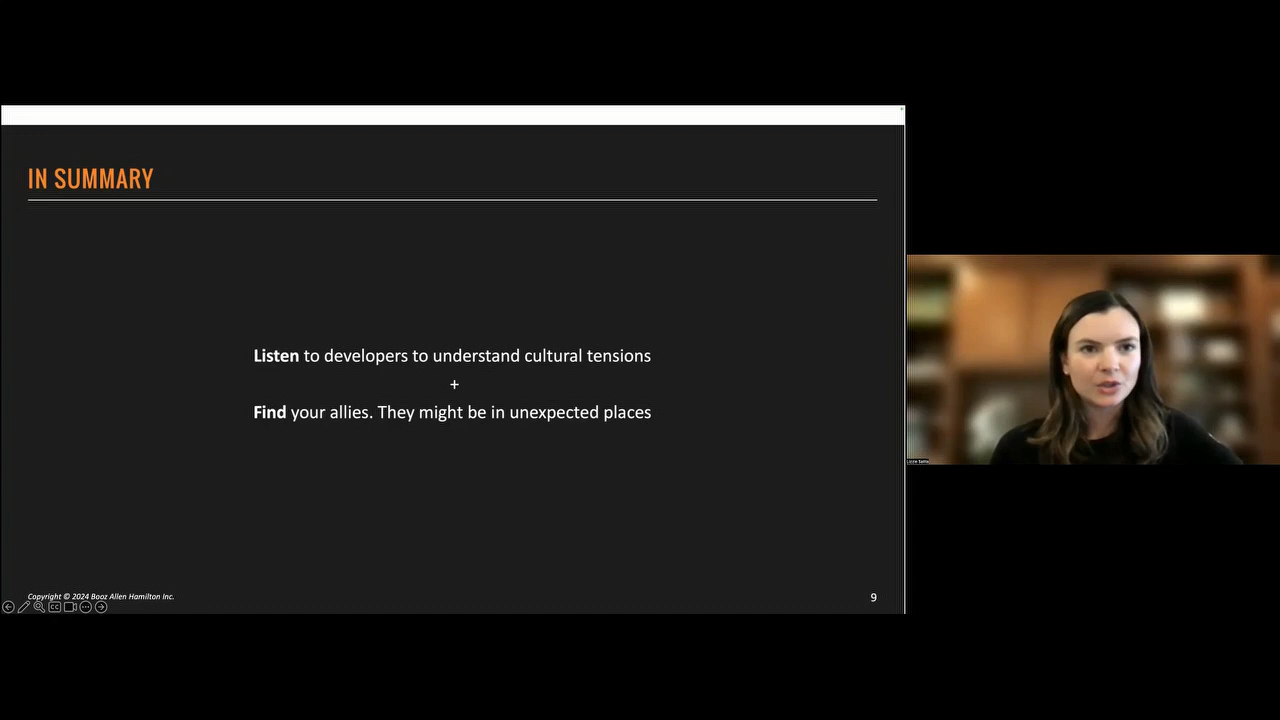 IN SUMMARY
Listen to developers to understand cultural tensions
+
Find your allies. They might be in unexpected places
Copyright © 2024 Booz Allen Hamilton Inc.
9